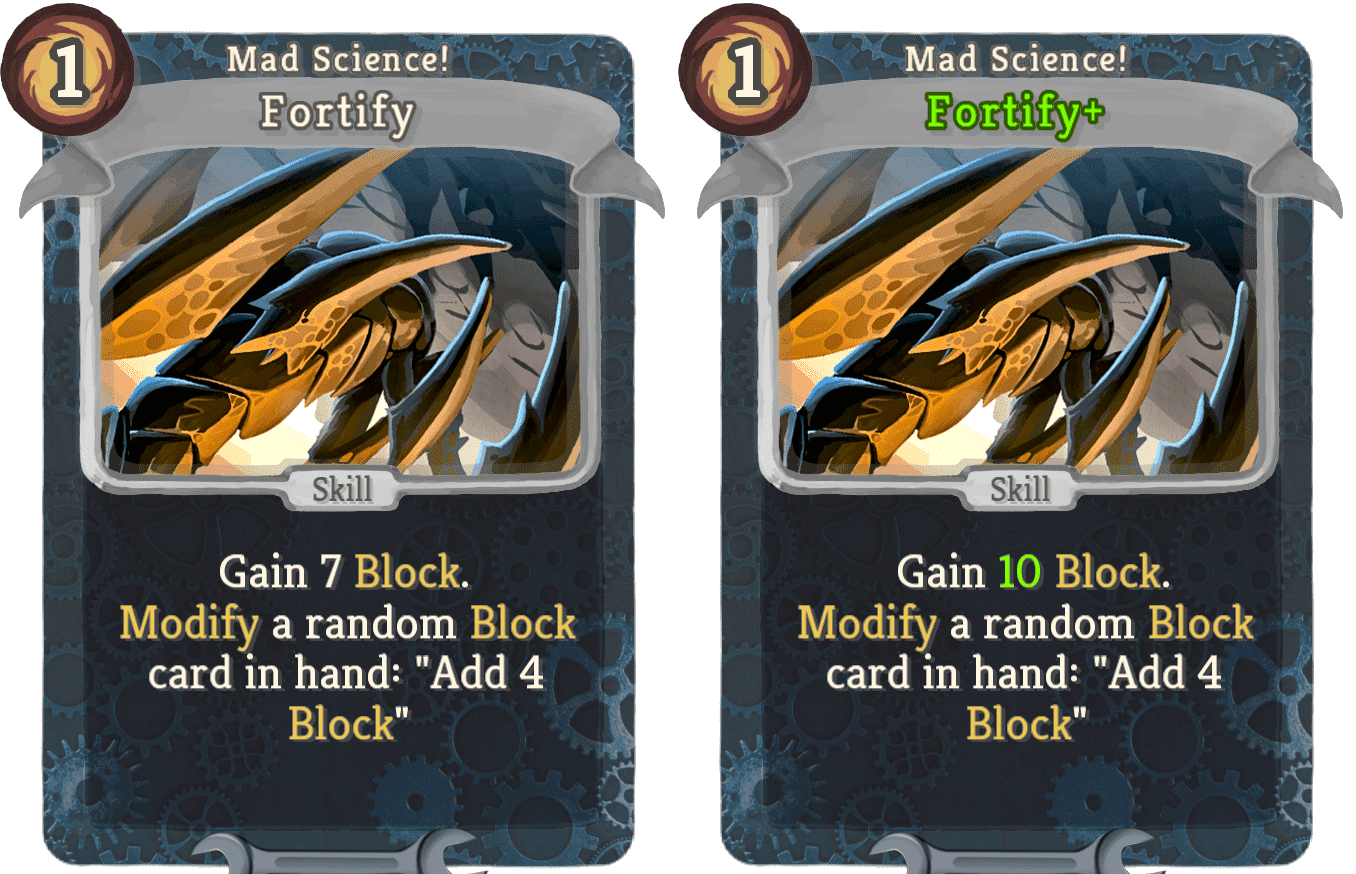 1
Mad Science!
Fortify
Skill
Gain 7 Block.
Modify a random Block
card in hand: "Add 4
Block"
1
Mad Science!
Fortify+
Skill
Gain 10 Block.
Modify a random Block
card in hand: "Add 4
Block"